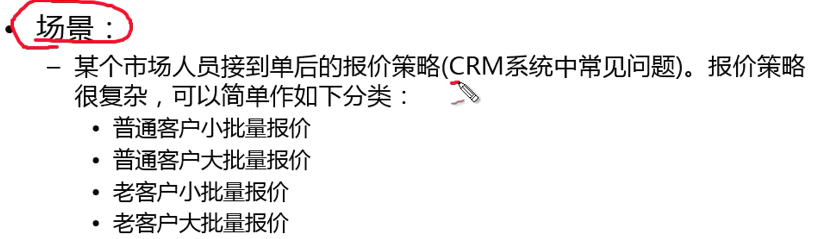 • 场景：
– 某个市场人员接到单后的报价策略(CRM系统中常见问题)。报价策略
很复杂，可以简单作如下分类：
• 普通客户小批量报价
• 普通客户大批量报价
• 老客户小批量报价
• 老客户大批量报价